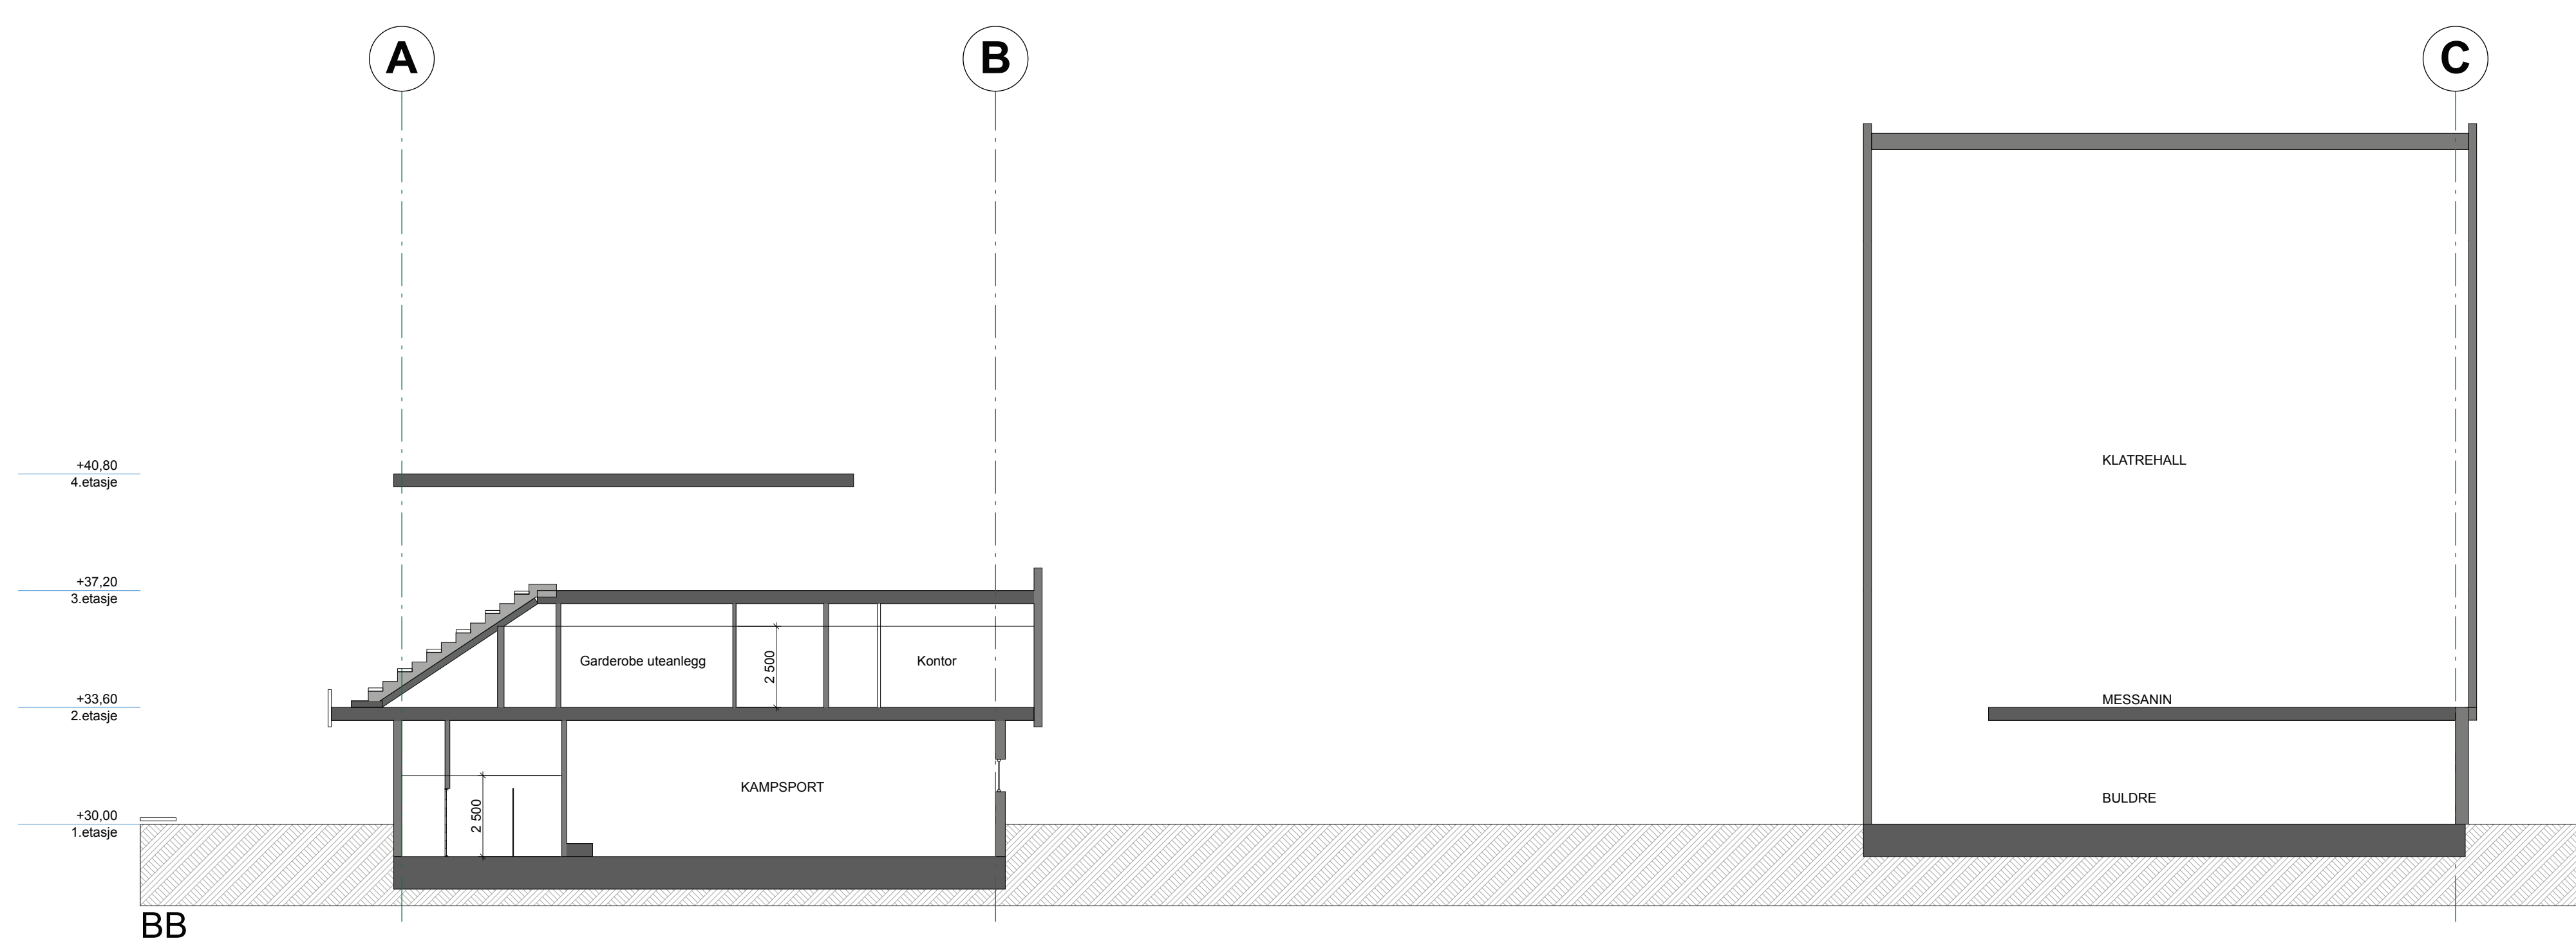 A
B
C
+40,80
4.etasje
KLATREHALL
+37,20
3.etasje
Garderobe uteanlegg
2 500
Kontor
+33,60
2.etasje
MESSANIN
KAMPSPORT
2 500
BULDRE
+30,00
1.etasje
BB